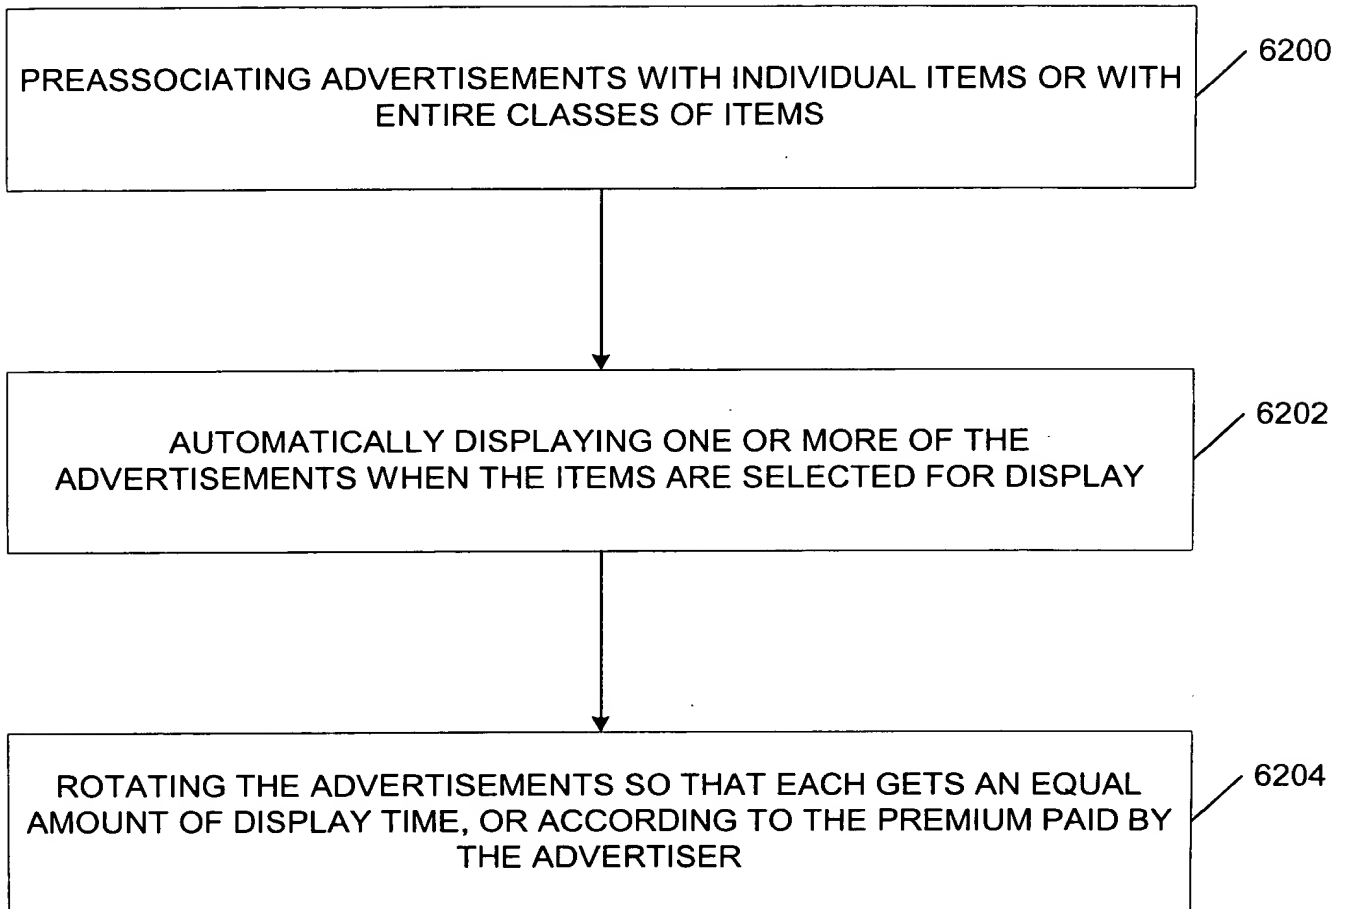 PREASSOCIATING ADVERTISEMENTS WITH INDIVIDUAL ITEMS OR WITH
ENTIRE CLASSES OF ITEMS
6200
AUTOMATICALLY DISPLAYING ONE OR MORE OF THE
ADVERTISEMENTS WHEN THE ITEMS ARE SELECTED FOR DISPLAY
6202
ROTATING THE ADVERTISEMENTS SO THAT EACH GETS AN EQUAL
AMOUNT OF DISPLAY TIME, OR ACCORDING TO THE PREMIUM PAID BY
THE ADVERTISER
6204